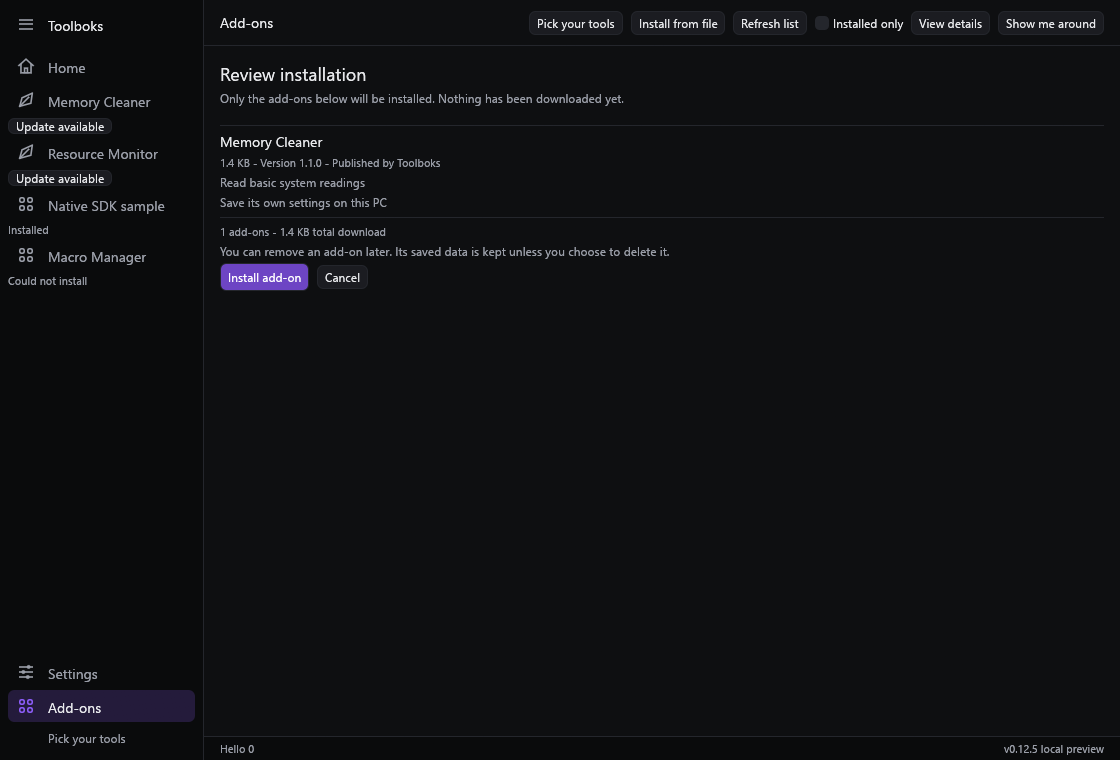 Toolboks
Home
Memory Cleaner
Update available
Resource Monitor
Update available
Native SDK sample
Installed
Macro Manager
Could not install
Settings
Add-ons
Pick your tools
Add-ons
Pick your tools
Install from file
Refresh list
Installed only
View details
Show me around
Review installation
Only the add-ons below will be installed. Nothing has been downloaded yet.
Memory Cleaner
1.4 KB - Version 1.1.0 - Published by Toolboks
Read basic system readings
Save its own settings on this PC
1 add-ons - 1.4 KB total download
You can remove an add-on later. Its saved data is kept unless you choose to delete it.
Install add-on
Cancel
Hello 0
v0.12.5 local preview